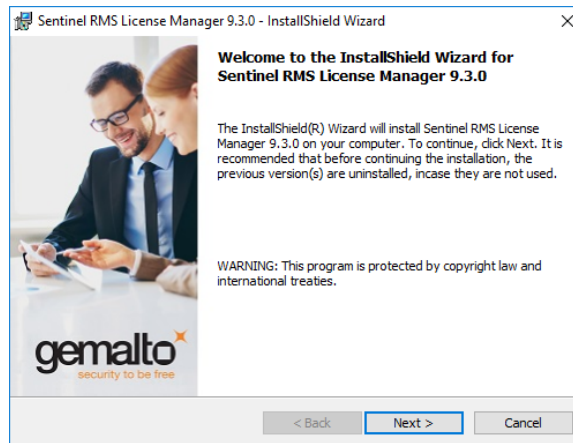 Sentinel RMS License Manager 9.3.0 - InstallShield Wizard
Welcome to the InstallShield Wizard for
Sentinel RMS License Manager 9.3.0
The InstallShield(R) Wizard will install Sentinel RMS License
Manager 9.3.0 on your computer. To continue, click Next. It is
recommended that before continuing the installation, the
previous version(s) are uninstalled, incase they are not used.
WARNING: This program is protected by copyright law and
international treaties.
gemalto
security to be free
< Back Next > Cancel